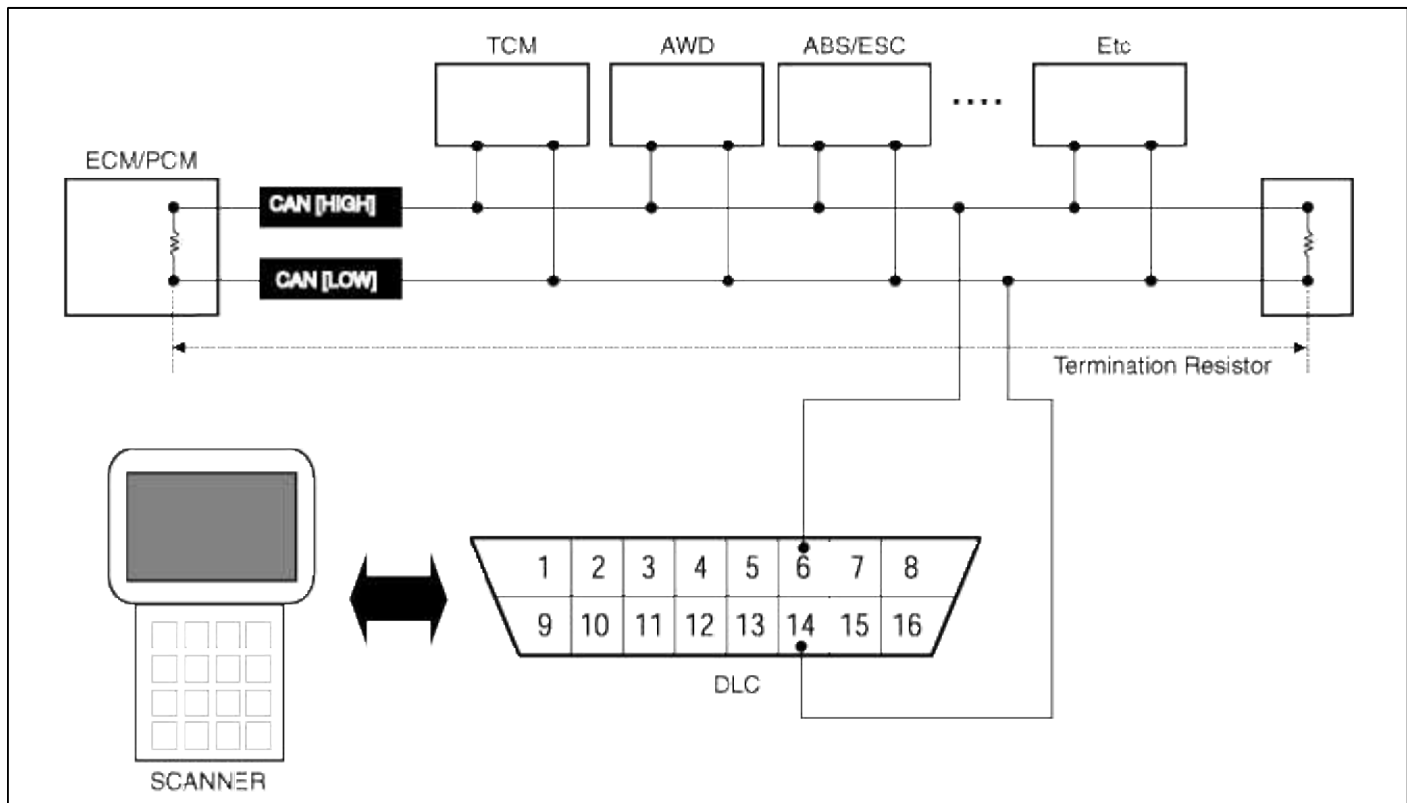 TCM
AWD
ABS/ESC
Etc
ECM/PCM
CAN [HIGH]
CAN [LOW]
Termination Resistor
1 2 3 4 5 6 7 8
9 10 11 12 13 14 15 16
DLC
SCANNER